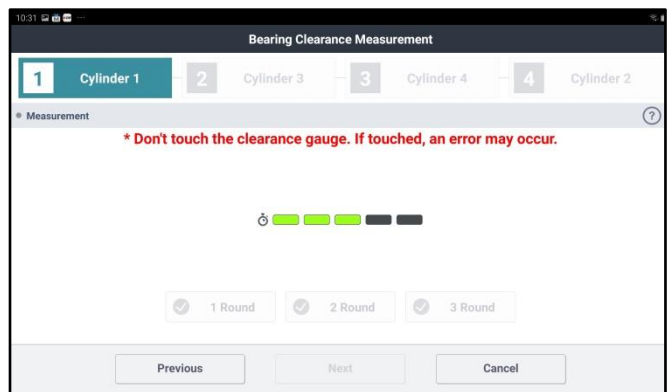 10:31
Bearing Clearance Measurement
1 Cylinder 1 2 Cylinder 3 3 Cylinder 4 4 Cylinder 2
Measurement ?
* Don't touch the clearance gauge. If touched, an error may occur.
1 Round 2 Round 3 Round
Previous Next Cancel